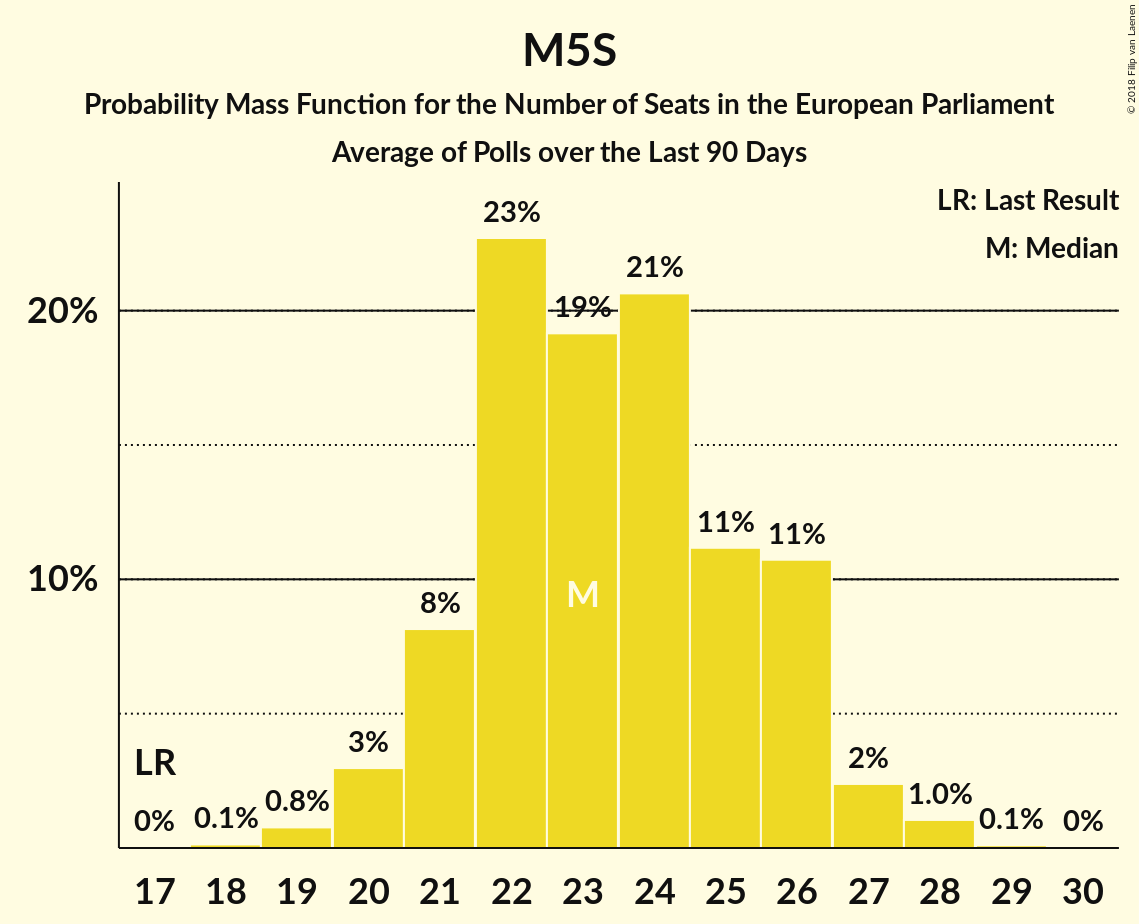 M5S
Probability Mass Function for the Number of Seats in the European Parliament
Average of Polls over the Last 90 Days
© 2018 Filip van Laenen
LR: Last Result
M: Median
23%
21%
19%
20%
11%
11%
M
10%
8%
3%
LR
2%
0%
0.1%
0.8%
1.0%
0.1%
0%
17 18 19 20 21 22 23 24 25 26 27 28 29 30